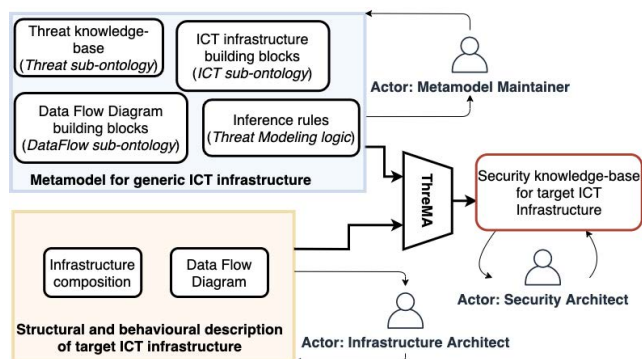 Threat knowledge-
base
(Threat sub-ontology)
ICT infrastructure
building blocks
(ICT sub-ontology)
Data Flow Diagram
building blocks
(DataFlow sub-ontology)
Inference rules
(Threat Modeling logic)
Metamodel for generic ICT infrastructure
Actor: Metamodel Maintainer
ThreMA
Security knowledge-base
for target ICT
Infrastructure
Actor: Security Architect
Infrastructure
composition
Data Flow
Diagram
Structural and behavioural description
of target ICT infrastructure
Actor: Infrastructure Architect